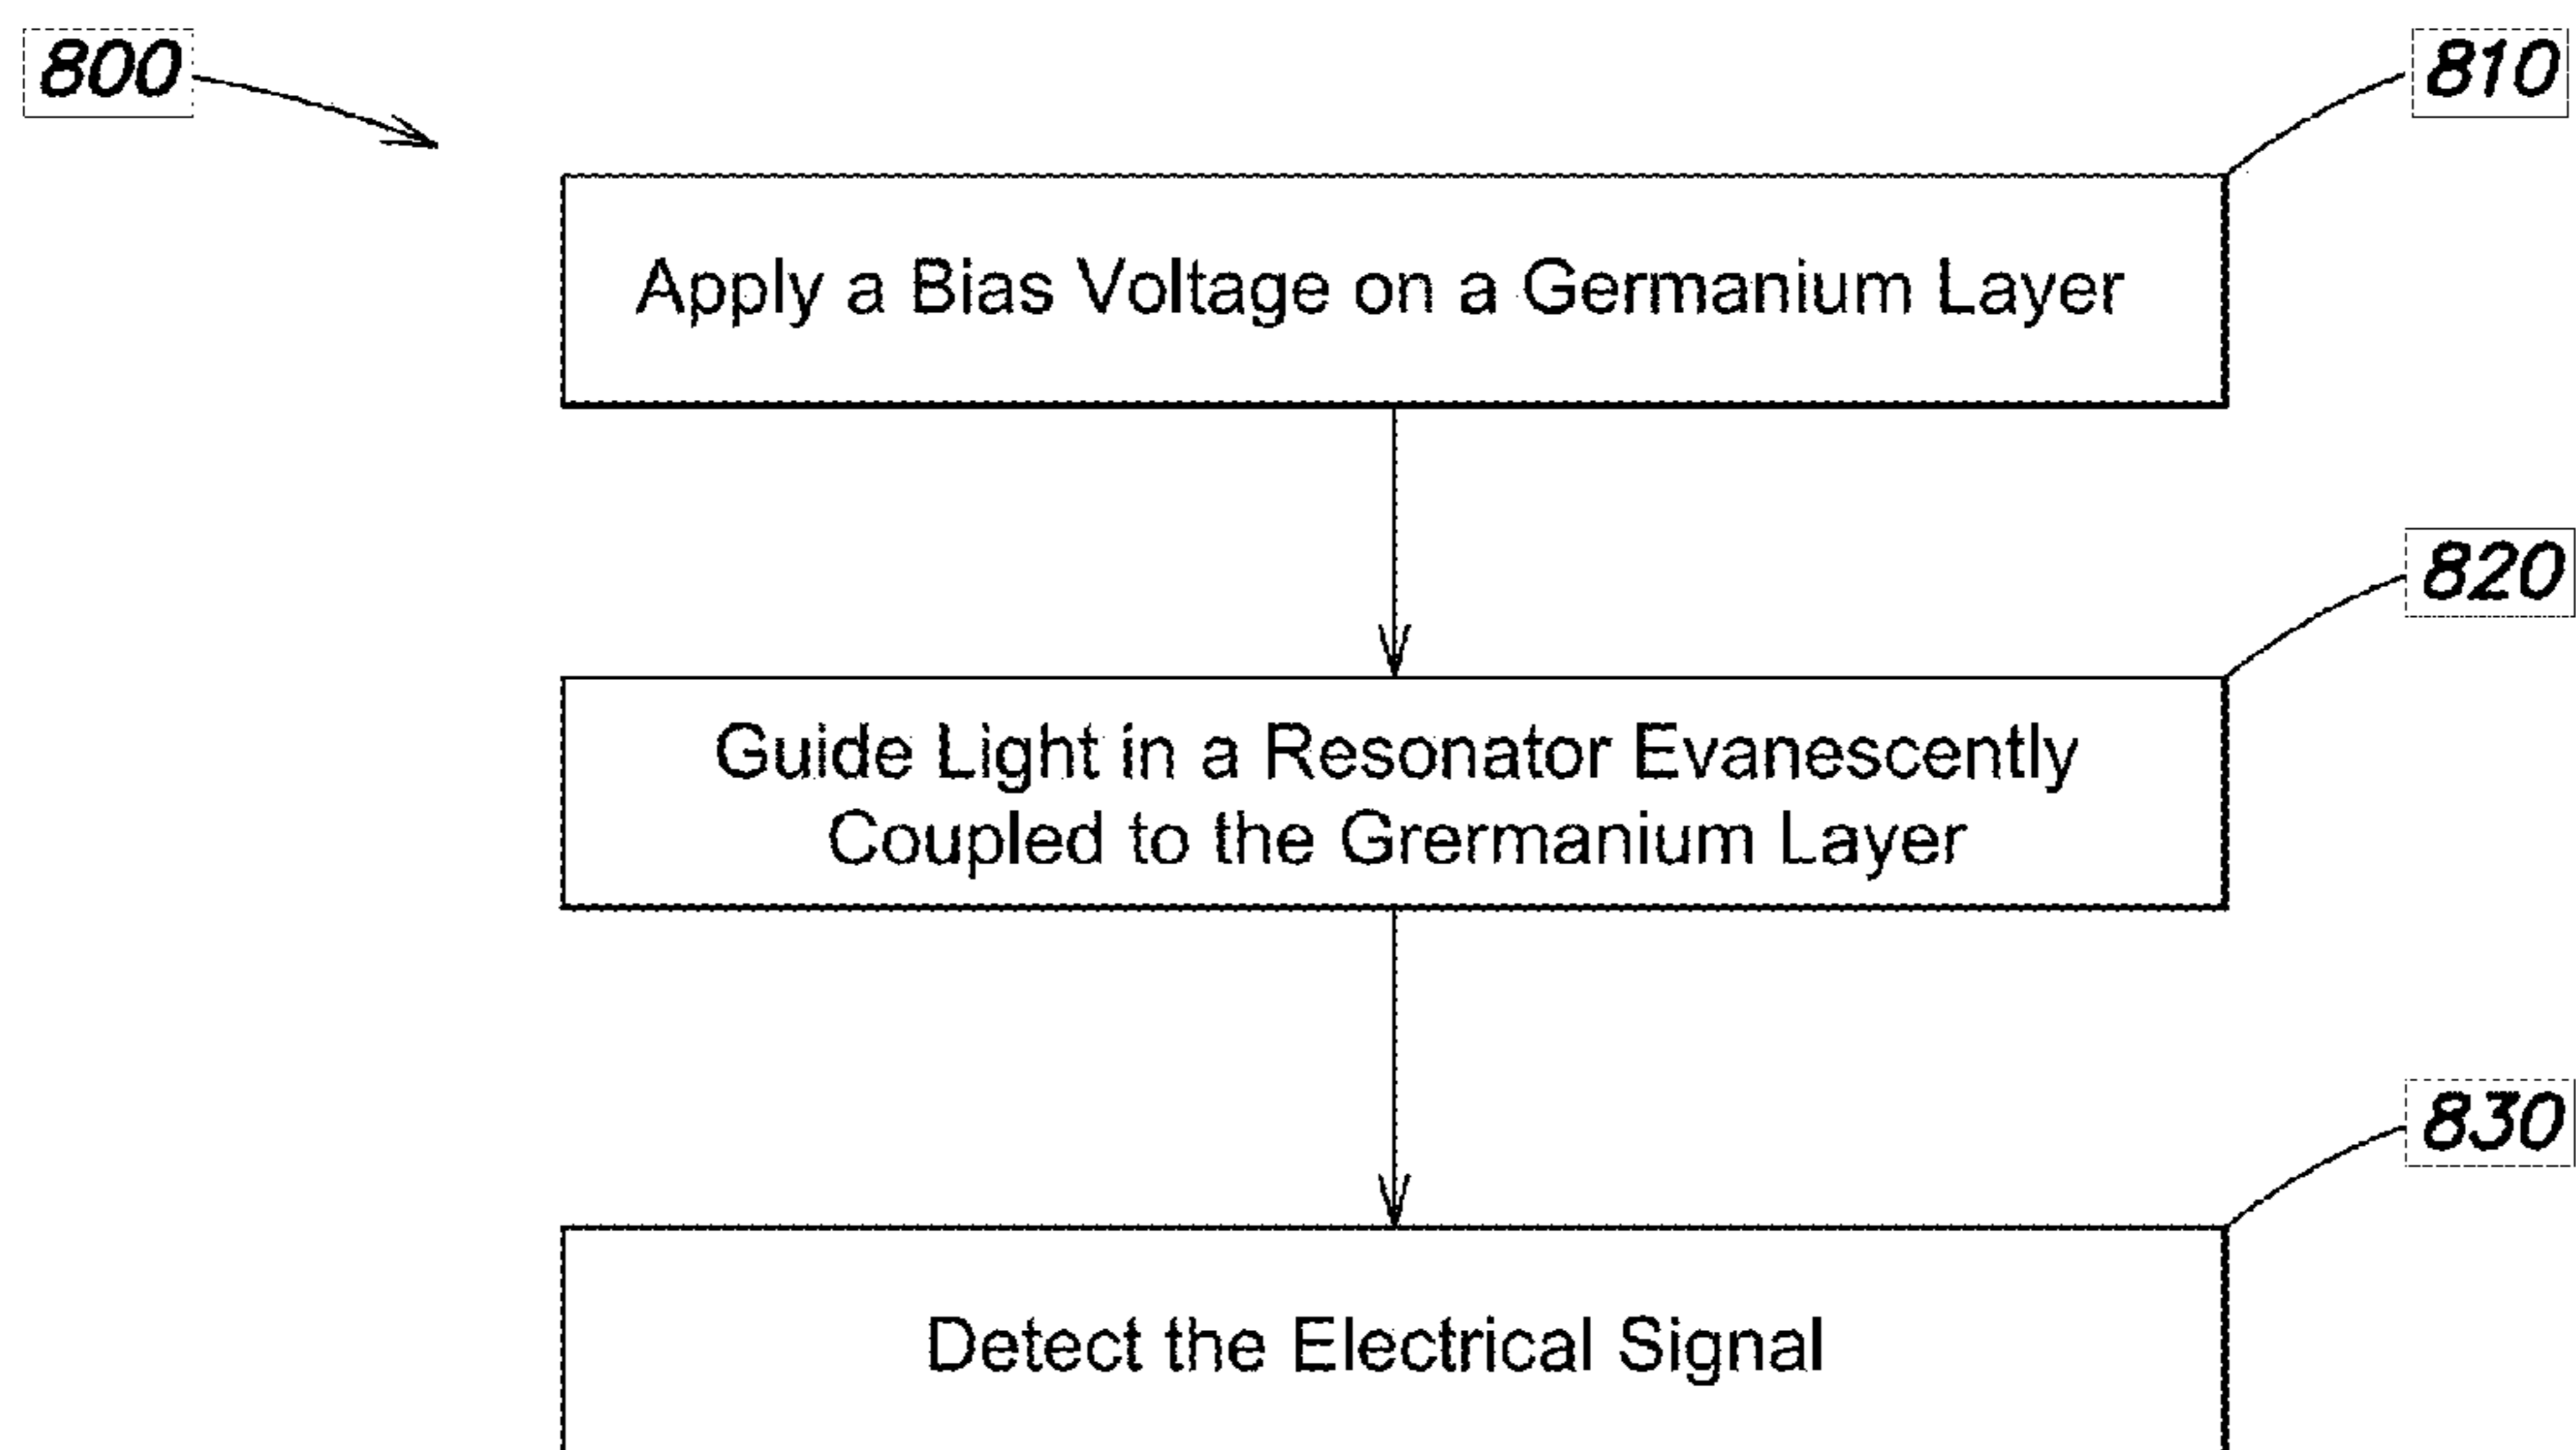 800
810
Apply a Bias Voltage on a Germanium Layer
820
Guide Light in a Resonator Evanescently
Coupled to the Grermanium Layer
830
Detect the Electrical Signal